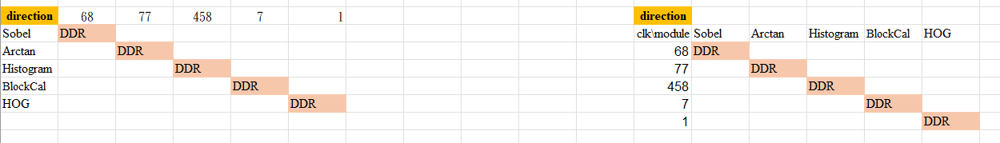 direction 68 77 458 7 1 direction
Sobel DDR clk\module Sobel Arctan Histogram BlockCal HOG
Arctan DDR 68 DDR
Histogram DDR 77 DDR
BlockCal DDR 458 DDR
HOG DDR 7 DDR
1 DDR